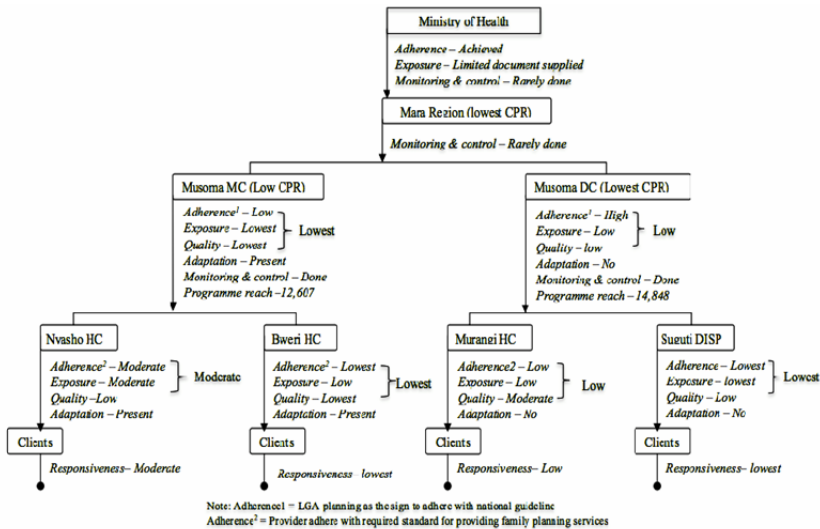 Ministry of Health
Adherence – Achieved
Exposure – Limited document supplied
Monitoring & control – Rarely done
Mara Region (lowest CPR)
Monitoring & control – Rarely done
Musoma MC (Low CPR)
Adherence¹ – Low
Exposure – Lowest
Quality – Lowest
Lowest
Adaptation – Present
Monitoring & control – Done
Programme reach –12,607
Musoma DC (Lowest CPR)
Adherence¹ – High
Exposure – Low
Quality – low
Low
Adaptation – No
Monitoring & control – Done
Programme reach –14,848
Nyasho HC
Adherence² – Moderate
Exposure – Moderate
Quality –Low
Moderate
Adaptation – Present
Clients
Responsiveness– Moderate
Bweri HC
Adherence² – Lowest
Exposure – Low
Quality – Lowest
Lowest
Adaptation – Present
Clients
Responsiveness – lowest
Murangi HC
Adherence2 – Low
Exposure – Low
Quality – Moderate
Low
Adaptation – No
Clients
Responsiveness – Low
Suguti DISP
Adherence – Lowest
Exposure – lowest
Quality – Low
Lowest
Adaptation – No
Clients
Responsiveness– lowest
Note: Adherence1 = LGA planning as the sign to adhere with national guideline
Adherence² = Provider adhere with required standard for providing family planning services